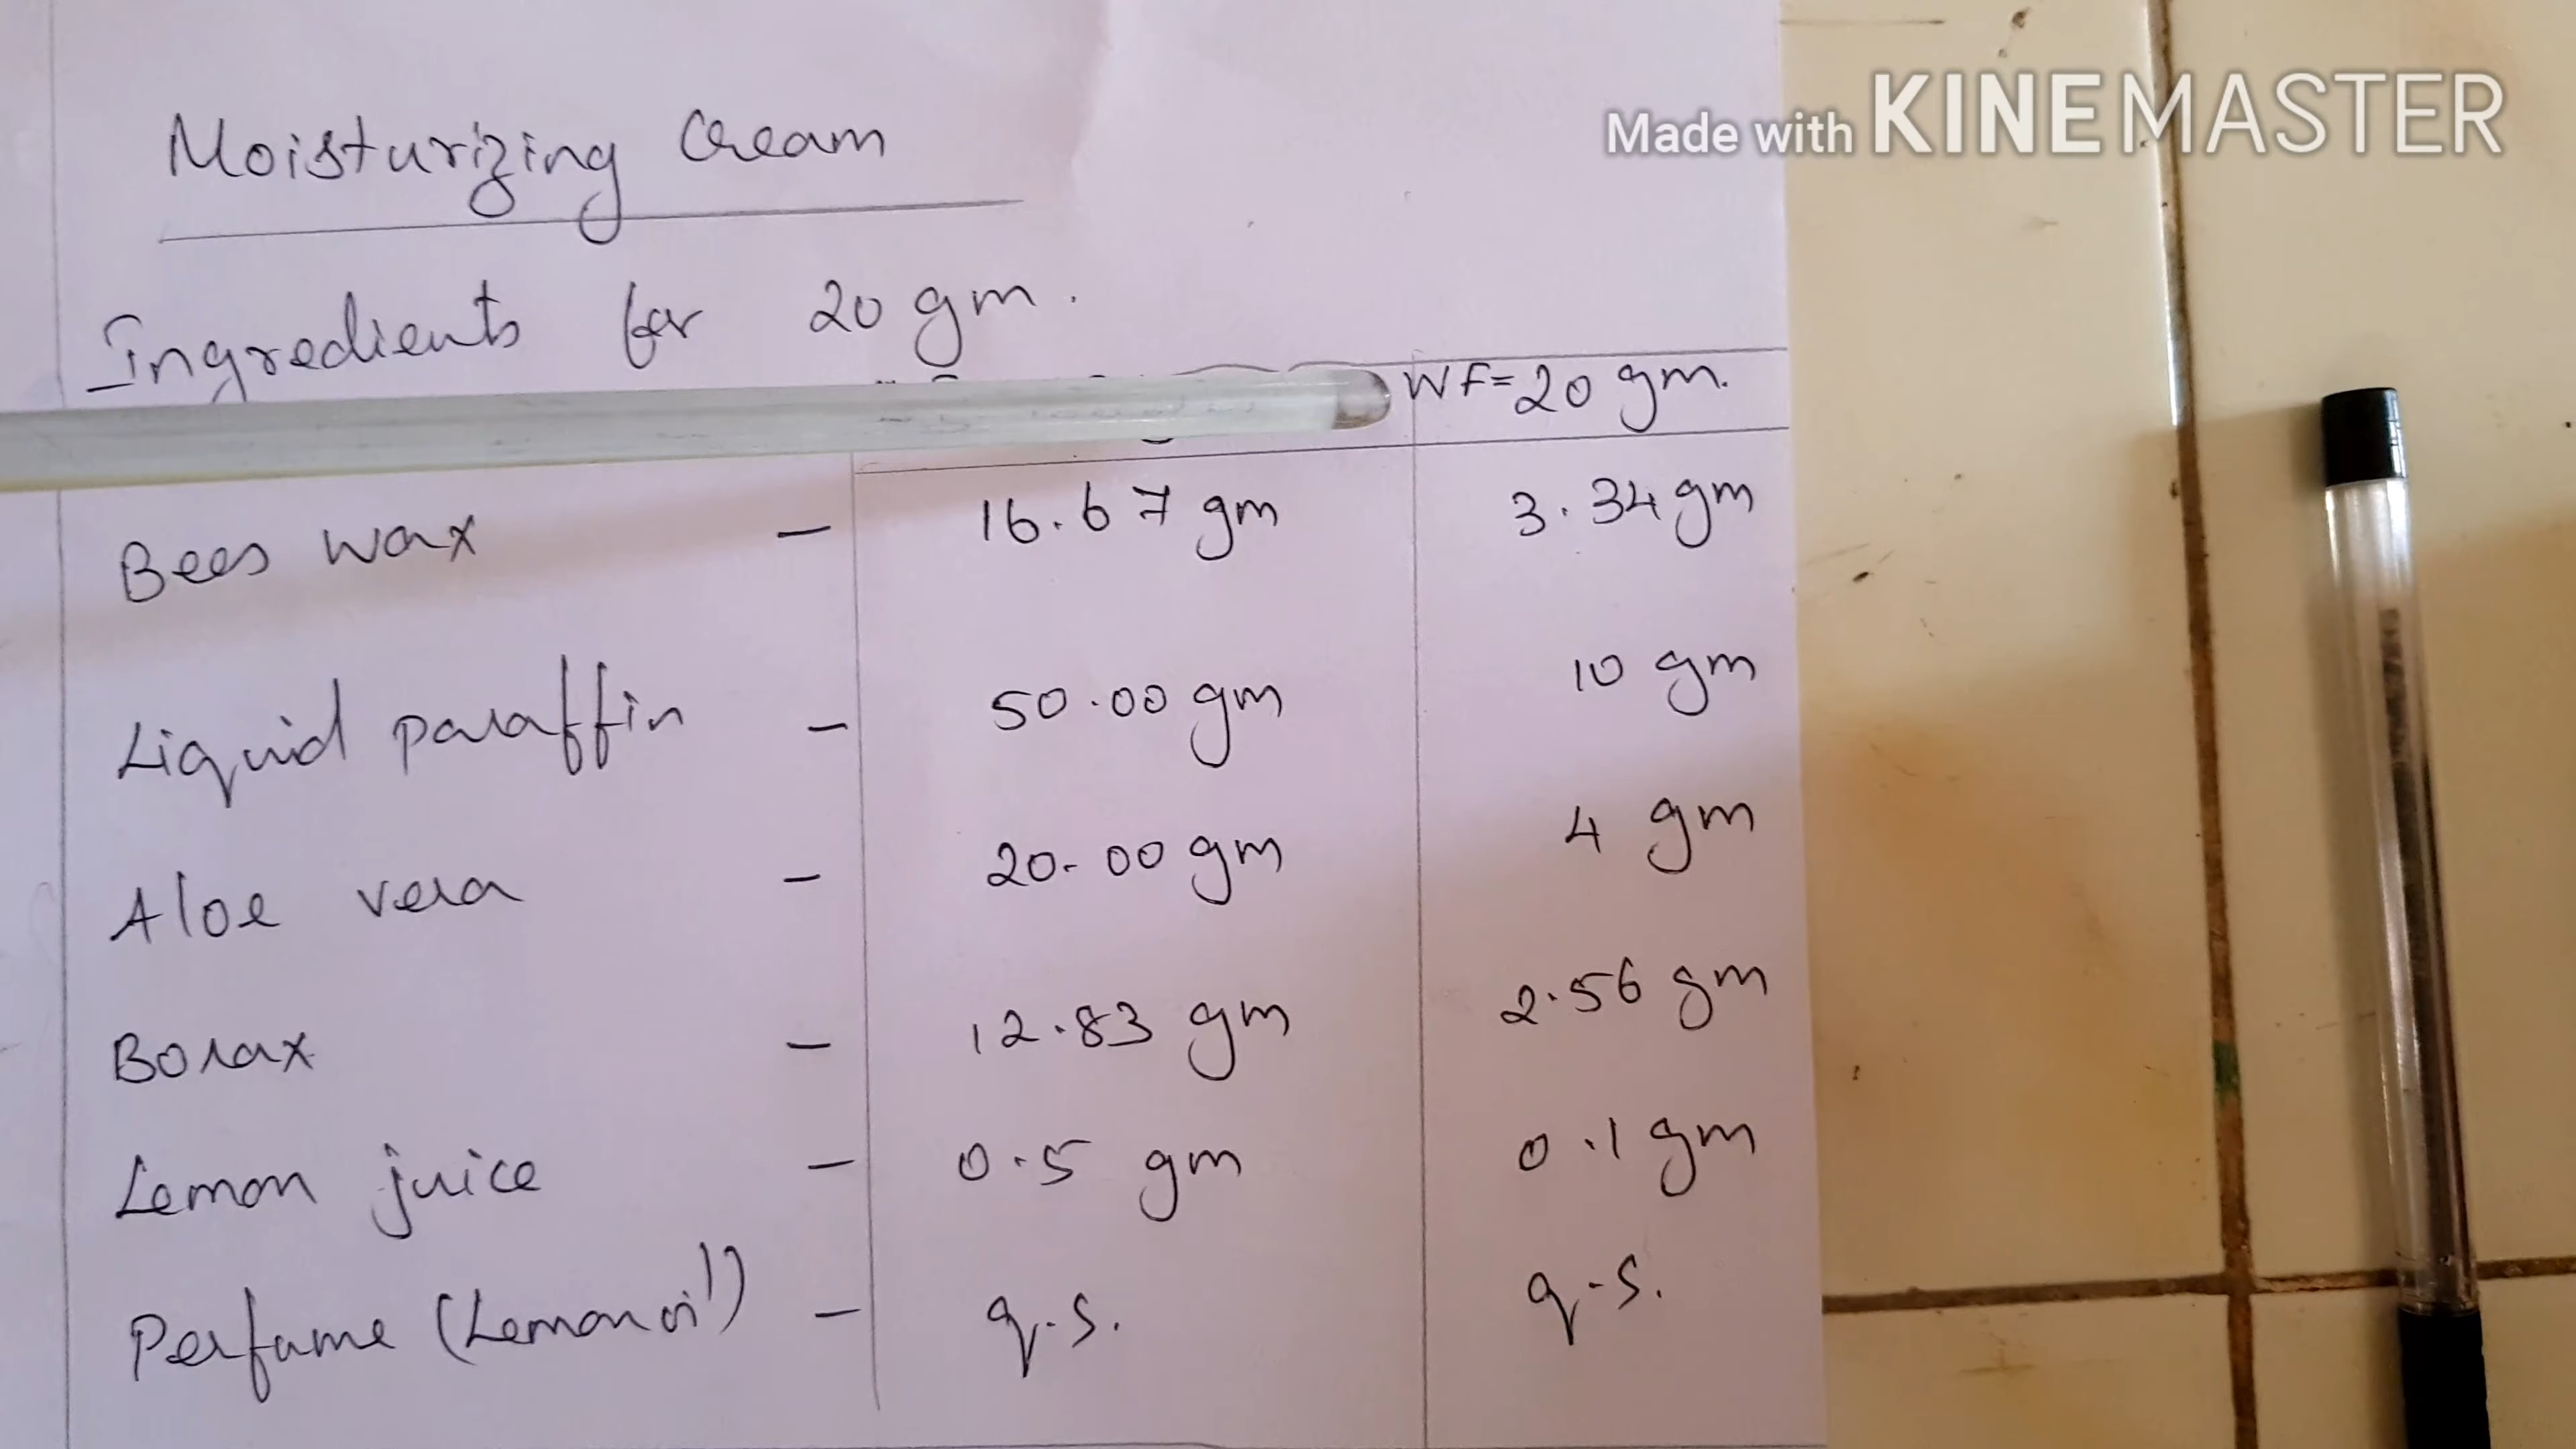 Made with KINEMASTER
Moisturizing Cream
Ingredients for 20 gm.
WF=20 gm.
Bees wax - 16.67 gm 3.34 gm
Liquid paraffin - 50.00 gm 10 gm
Aloe vera - 20.00 gm 4 gm
Borax - 12.83 gm 2.56 gm
Lemon juice - 0.5 gm 0.1 gm
Perfume (Lemon oil) - q.s. q.s.